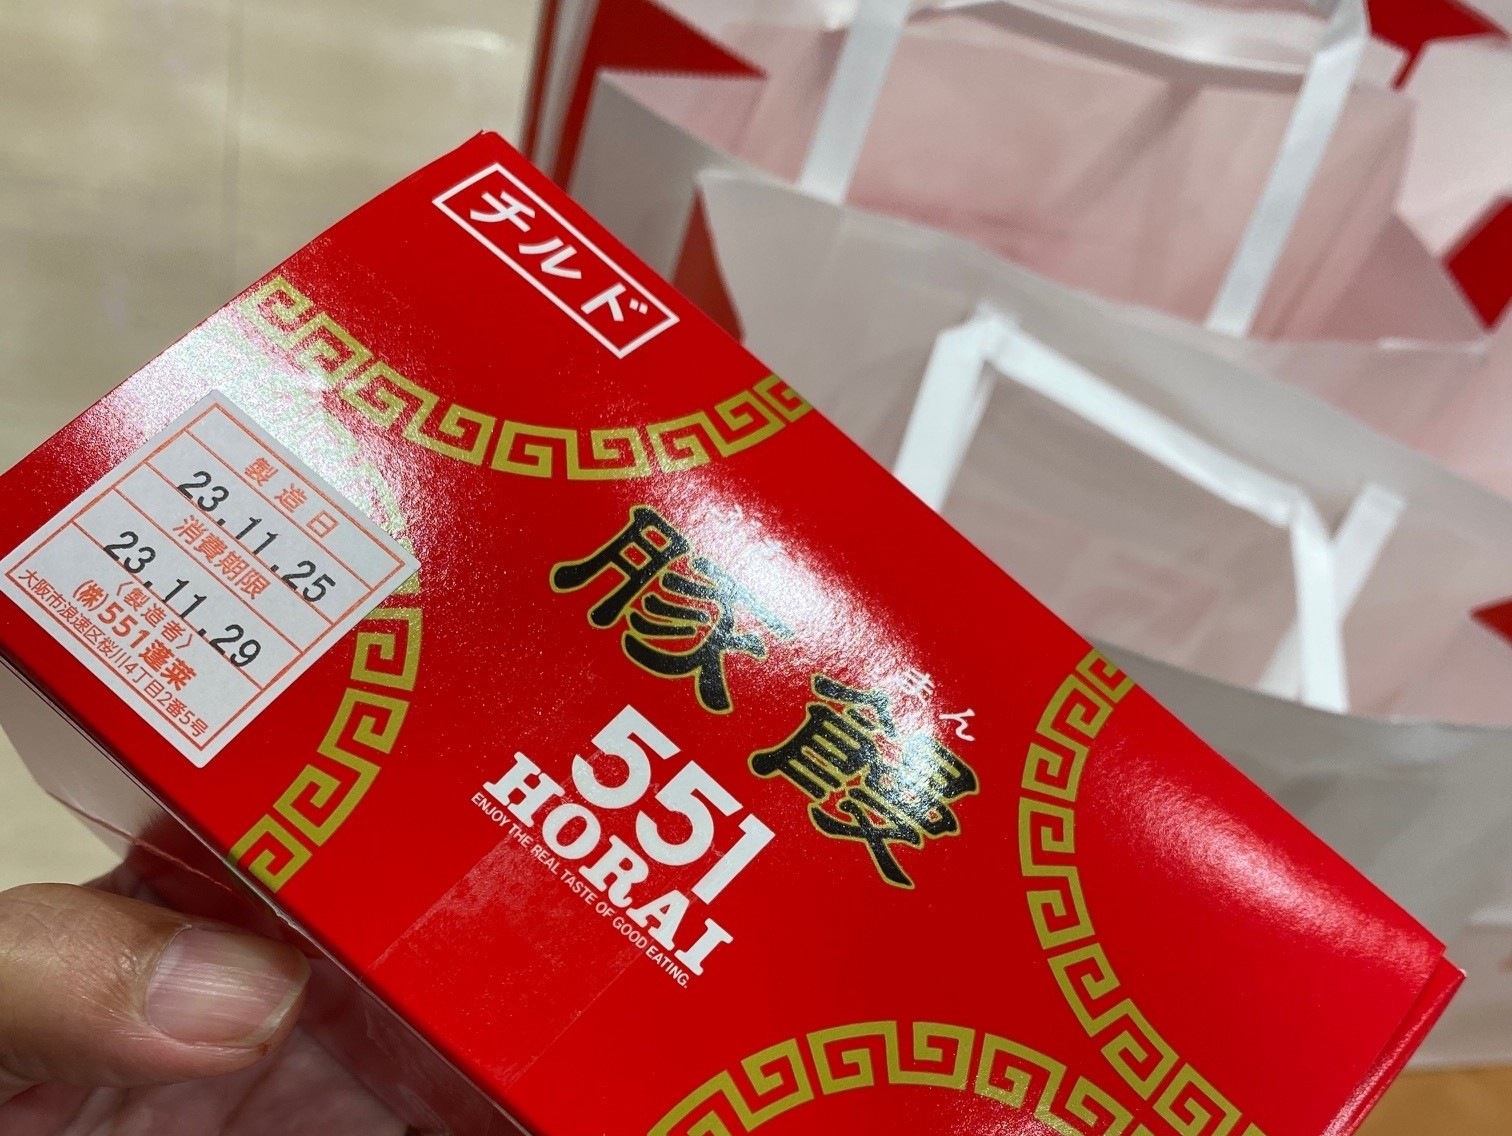 チルド
製造日
23.11.25
消費期限
23.11.29
〈製造者〉
(株)551蓬莱
大阪市浪速区桜川4丁目2番5号
ぶた まん
豚饅
551
HORAI
ENJOY THE REAL TASTE OF GOOD EATING.